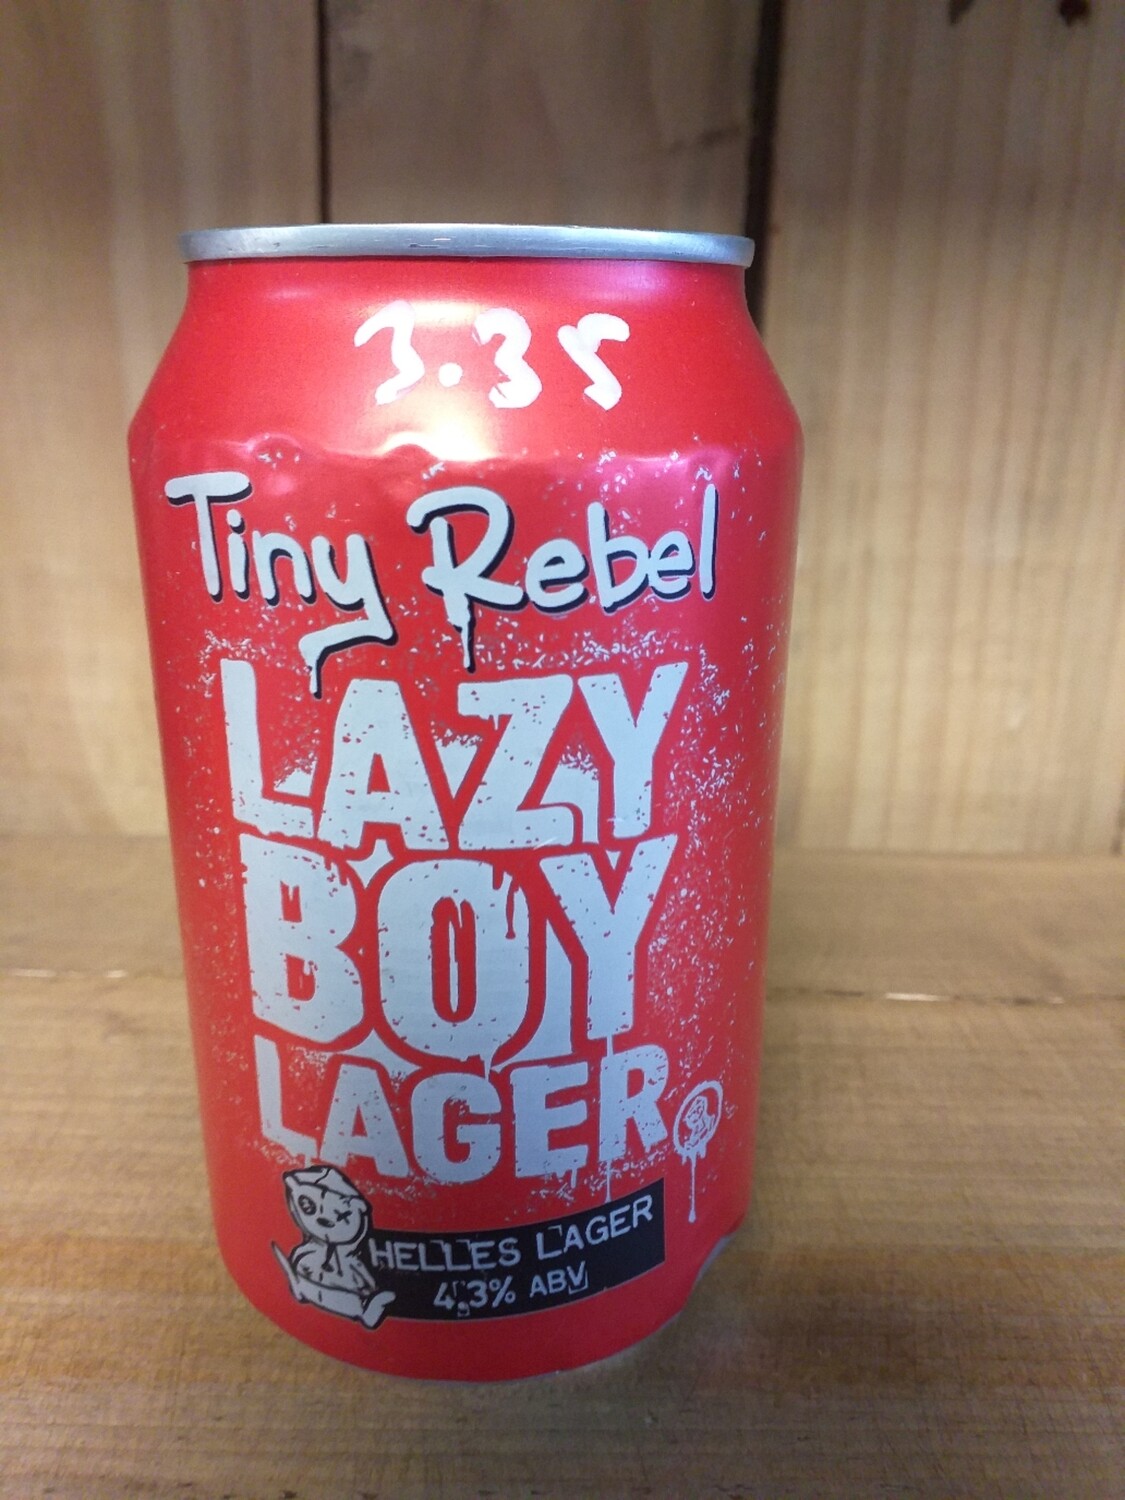 3.35
Tiny Rebel
LAZY
BOY
LAGER
HELLES LAGER
4.3% ABV